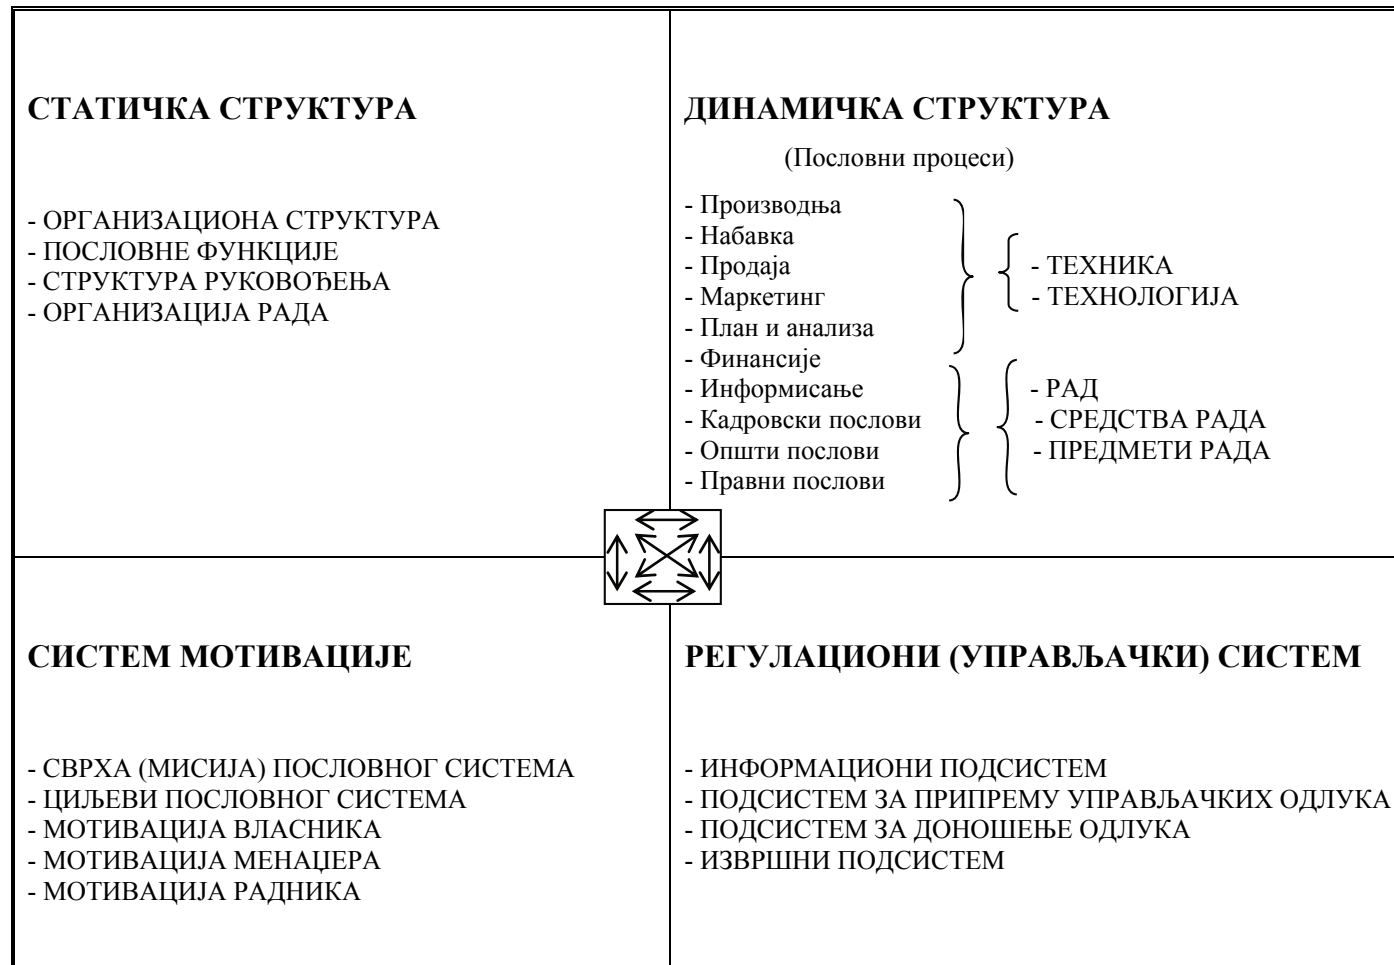 СТАТИЧКА СТРУКТУРА
- ОРГАНИЗАЦИОНА СТРУКТУРА
- ПОСЛОВНЕ ФУНКЦИЈЕ
- СТРУКТУРА РУКОВОЂЕЊА
- ОРГАНИЗАЦИЈА РАДА
ДИНАМИЧКА СТРУКТУРА
(Пословни процеси)
- Производња
- Набавка
- Продаја
- Маркетинг
- План и анализа
- Финансије
- Информисање
- Кадровски послови
- Општи послови
- Правни послови
- ТЕХНИКА
- ТЕХНОЛОГИЈА
- РАД
- СРЕДСТВА РАДА
- ПРЕДМЕТИ РАДА
СИСТЕМ МОТИВАЦИЈЕ
- СВРХА (МИСИЈА) ПОСЛОВНОГ СИСТЕМА
- ЦИЉЕВИ ПОСЛОВНОГ СИСТЕМА
- МОТИВАЦИЈА ВЛАСНИКА
- МОТИВАЦИЈА МЕНАЏЕРА
- МОТИВАЦИЈА РАДНИКА
РЕГУЛАЦИОНИ (УПРАВЉАЧКИ) СИСТЕМ
- ИНФОРМАЦИОНИ ПОДСИСТЕМ
- ПОДСИСТЕМ ЗА ПРИПРЕМУ УПРАВЉАЧКИХ ОДЛУКА
- ПОДСИСТЕМ ЗА ДОНОШЕЊЕ ОДЛУКА
- ИЗВРШНИ ПОДСИСТЕМ